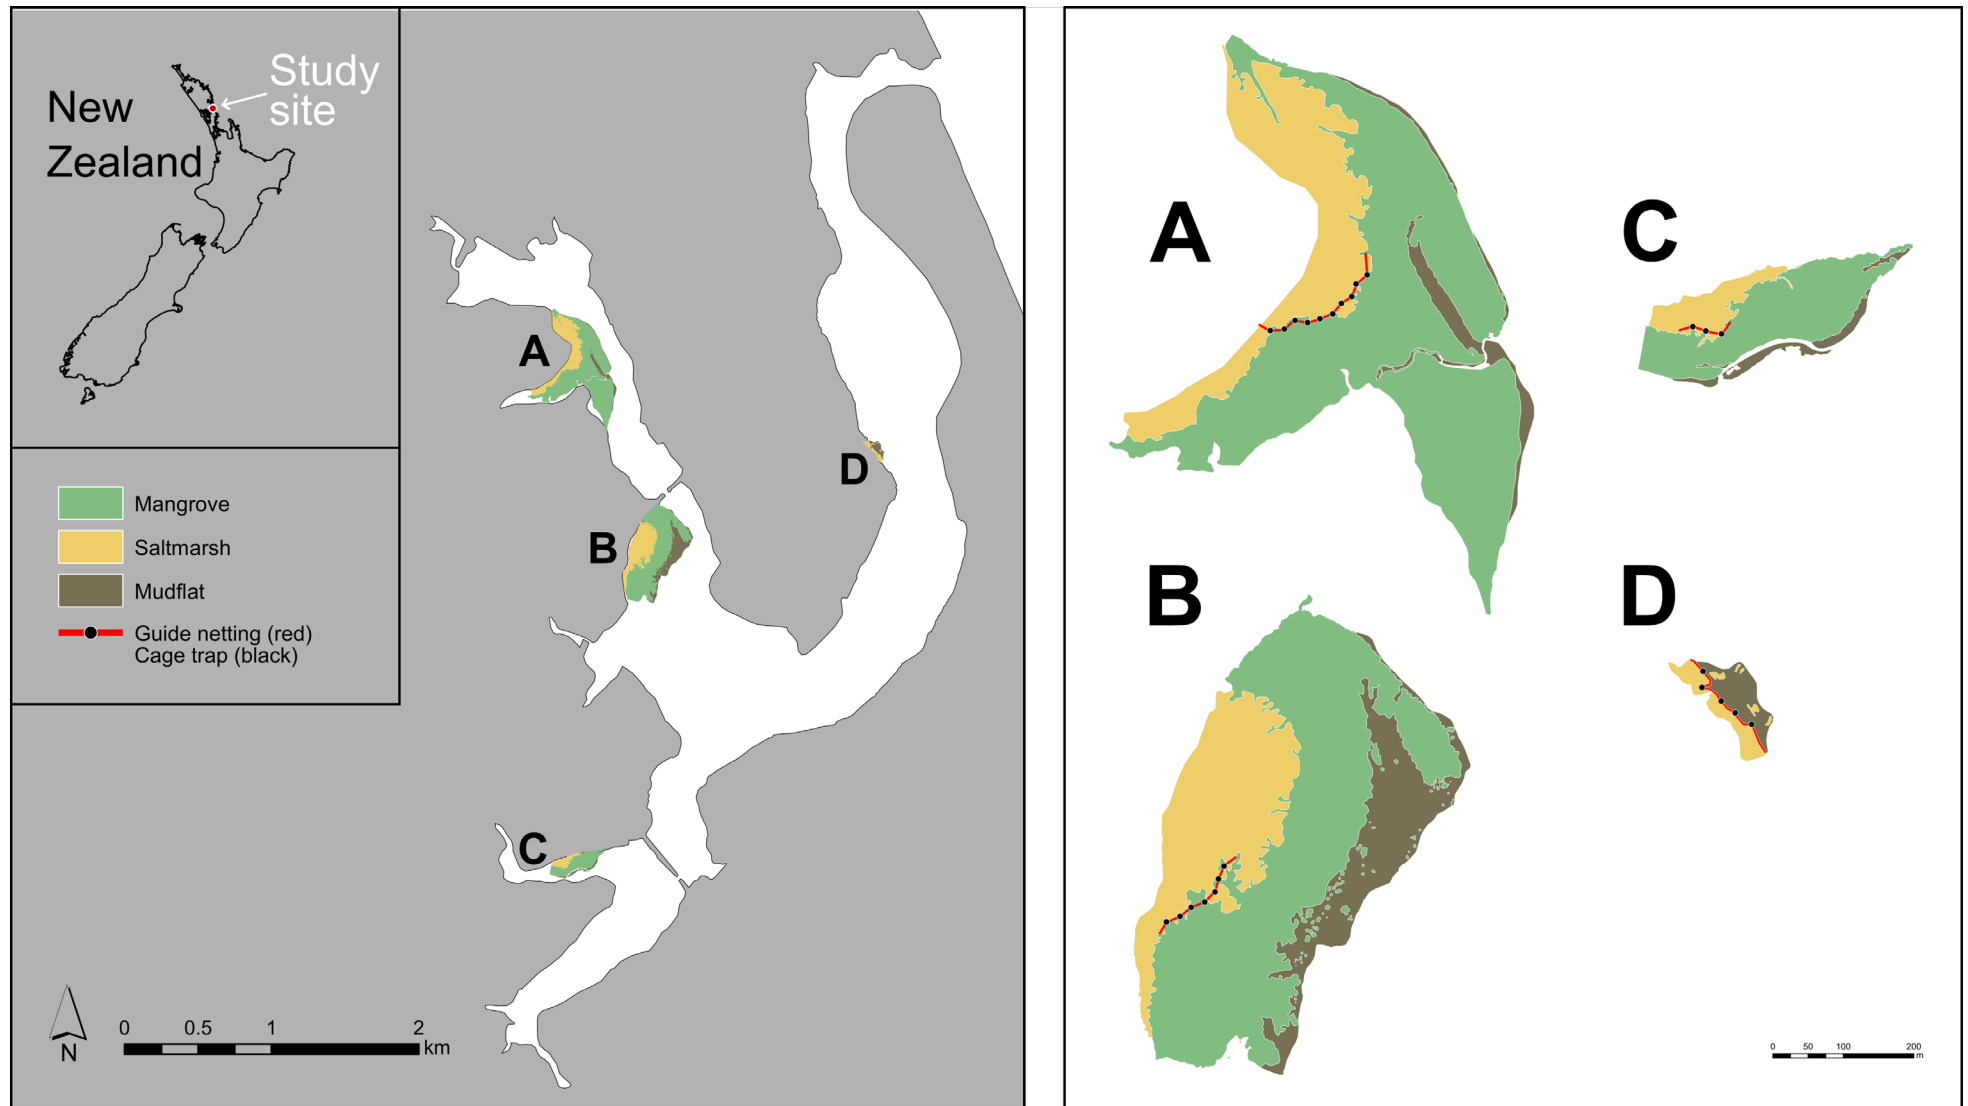 New
Zealand
Study
site
Mangrove
Saltmarsh
Mudflat
Guide netting (red)
Cage trap (black)
A
B
C
D
N
0 0.5 1 2
km
A
C
B
D
0 50 100 200
m